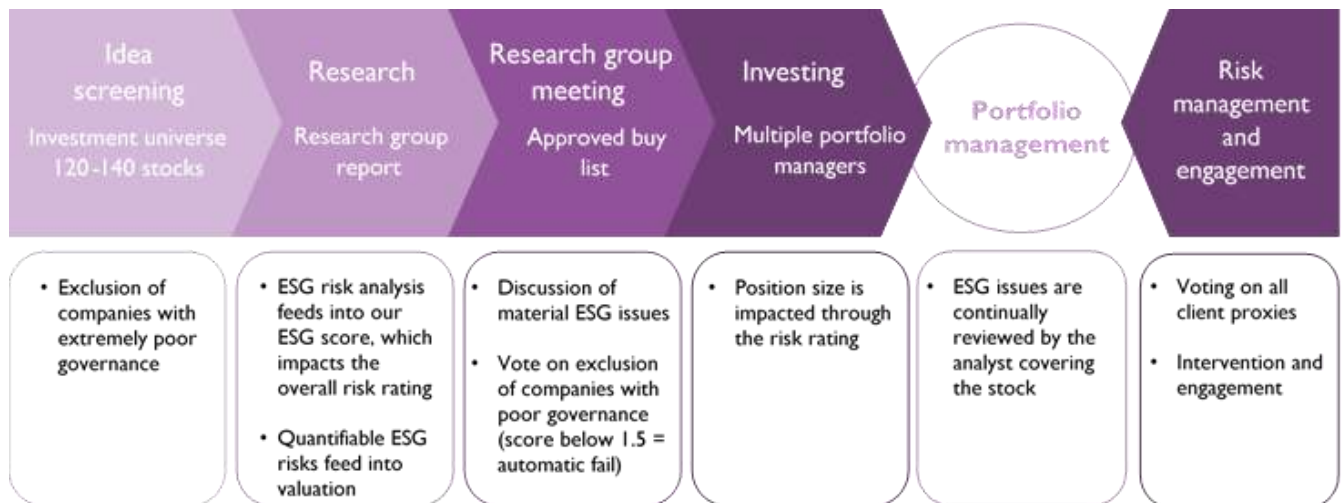 Idea
screening
Investment universe
120-140 stocks
Research
Research group
report
Research group
meeting
Approved buy
list
Investing
Multiple portfolio
managers
Portfolio
management
Risk
management
and
engagement
• Exclusion of
companies with
extremely poor
governance
• ESG risk analysis
feeds into our
ESG score, which
impacts the
overall risk rating
• Quantifiable ESG
risks feed into
valuation
• Discussion of
material ESG issues
• Vote on exclusion
of companies with
poor governance
(score below 1.5 =
automatic fail)
• Position size is
impacted through
the risk rating
• ESG issues are
continually
reviewed by the
analyst covering
the stock
• Voting on all
client proxies
• Intervention and
engagement